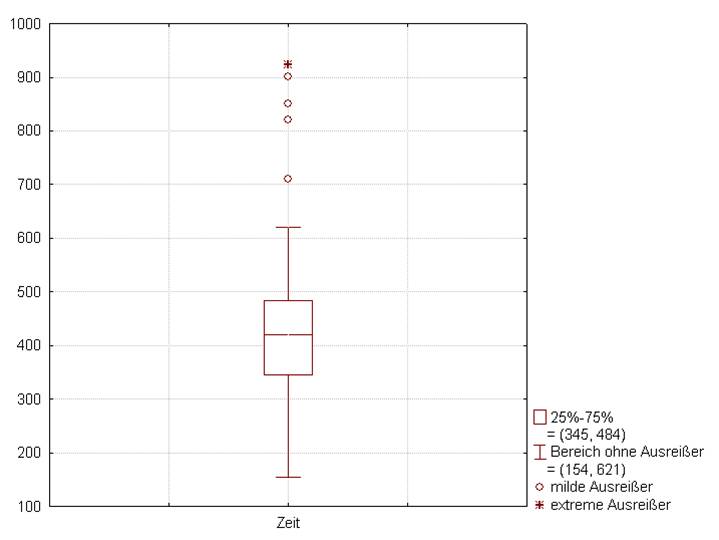 1000
900
800
700
600
500
400
300
200
100
Zeit
25%-75%
= (345, 484)
Bereich ohne Ausreißer
= (154, 621)
milde Ausreißer
extreme Ausreißer